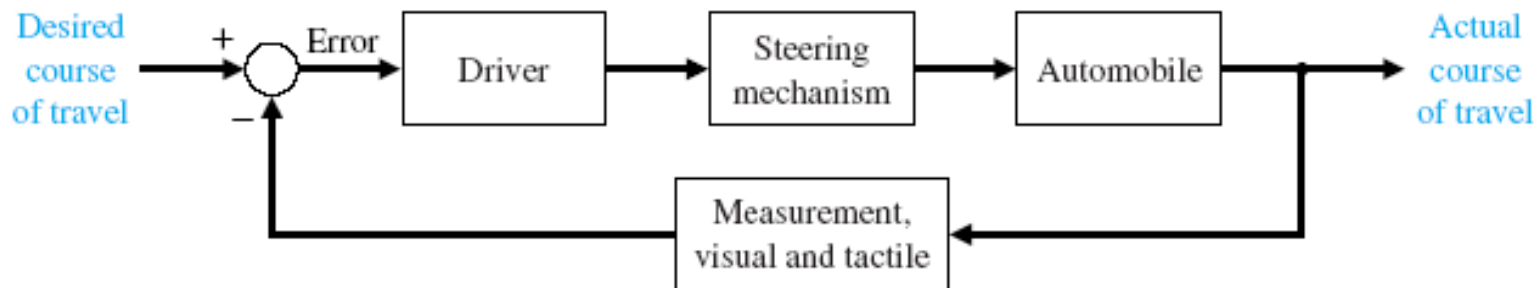 Desired
course
of travel
+
−
Error
Driver
Steering
mechanism
Automobile
Actual
course
of travel
Measurement,
visual and tactile